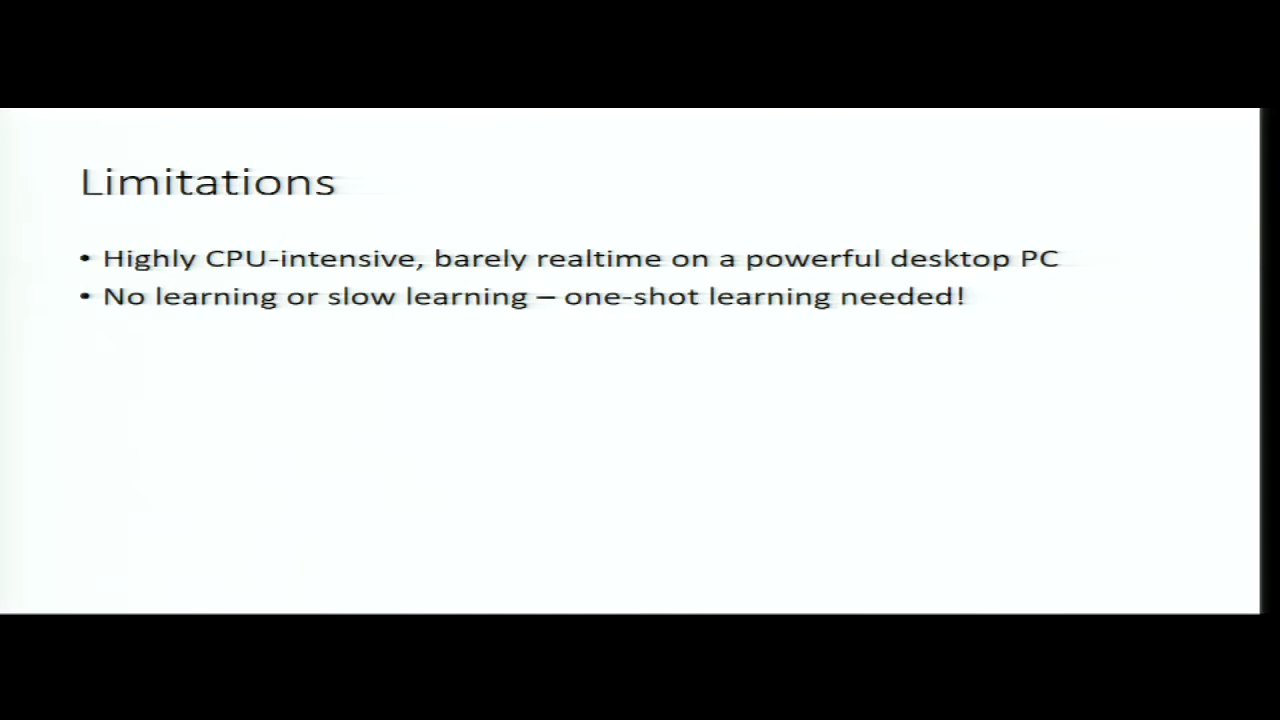 Limitations
• Highly CPU-intensive, barely realtime on a powerful desktop PC
• No learning or slow learning – one-shot learning needed!